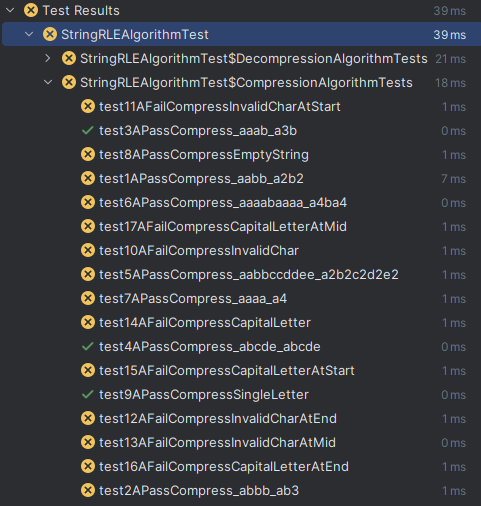 Test Results 39 ms
StringRLEAlgorithmTest 39 ms
StringRLEAlgorithmTest$DecompressionAlgorithmTests 21 ms
StringRLEAlgorithmTest$CompressionAlgorithmTests 18 ms
test11AFailCompressInvalidCharAtStart 1 ms
test3APassCompress_aaab_a3b 0 ms
test8APassCompressEmptyString 1 ms
test1APassCompress_aabb_a2b2 7 ms
test6APassCompress_aaaabaaaa_a4ba4 0 ms
test17AFailCompressCapitalLetterAtMid 1 ms
test10AFailCompressInvalidChar 1 ms
test5APassCompress_aabbccddee_a2b2c2d2e2 1 ms
test7APassCompress_aaaa_a4 1 ms
test14AFailCompressCapitalLetter 1 ms
test4APassCompress_abcde_abcde 0 ms
test15AFailCompressCapitalLetterAtStart 1 ms
test9APassCompressSingleLetter 0 ms
test12AFailCompressInvalidCharAtEnd 1 ms
test13AFailCompressInvalidCharAtMid 0 ms
test16AFailCompressCapitalLetterAtEnd 1 ms
test2APassCompress_abbb_ab3 1 ms